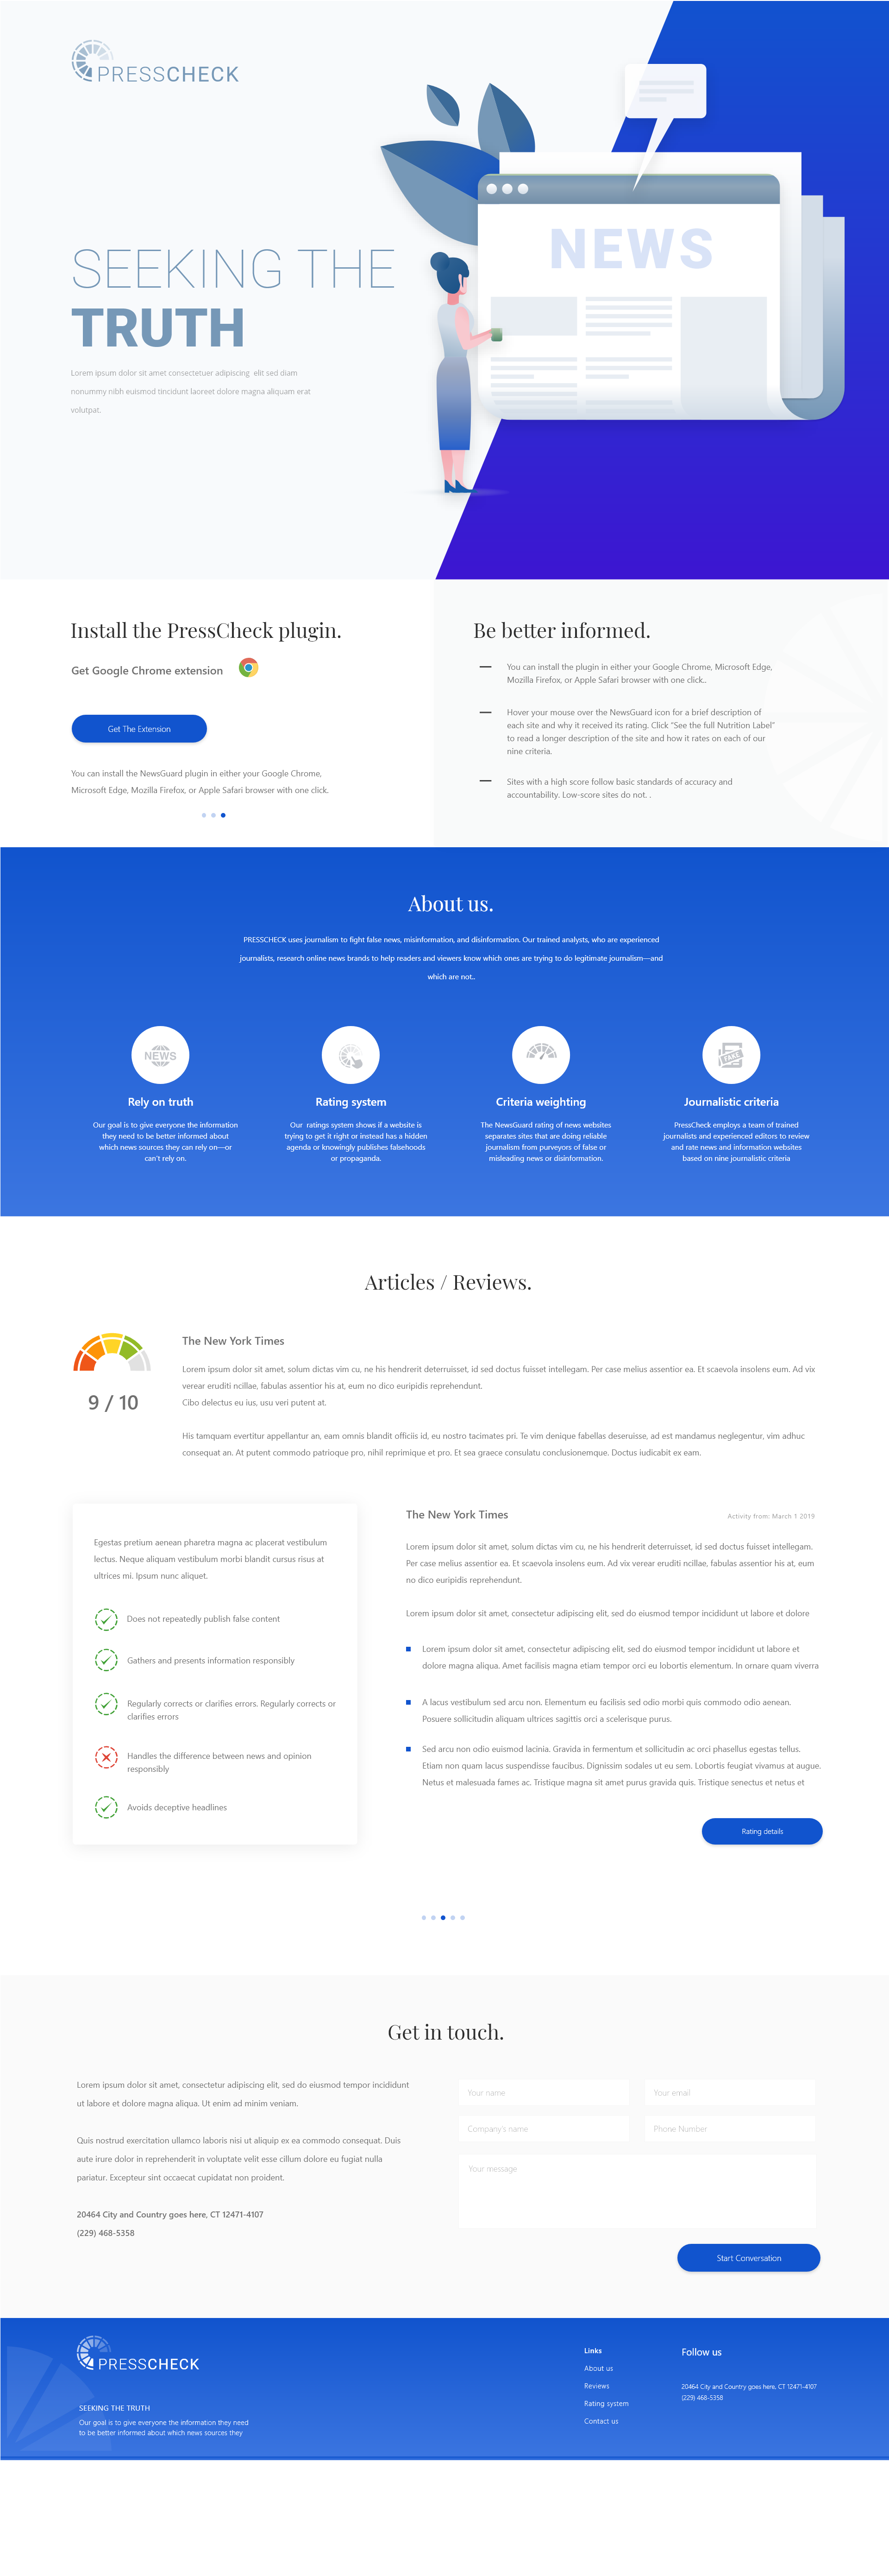 PRESSCHECK
NEWS
SEEKING THE
TRUTH
Lorem ipsum dolor sit amet consectetuer adipiscing  elit sed diam
nonummy nibh euismod tincidunt laoreet dolore magna aliquam erat
volutpat.
Install the PressCheck plugin.
Get Google Chrome extension
Get The Extension
You can install the NewsGuard plugin in either your Google Chrome,
Microsoft Edge, Mozilla Firefox, or Apple Safari browser with one click.
Be better informed.
You can install the plugin in either your Google Chrome, Microsoft Edge,
Mozilla Firefox, or Apple Safari browser with one click..
Hover your mouse over the NewsGuard icon for a brief description of
each site and why it received its rating. Click "See the full Nutrition Label"
to read a longer description of the site and how it rates on each of our
nine criteria.
Sites with a high score follow basic standards of accuracy and
accountability. Low-score sites do not. .
About us.
PRESSCHECK uses journalism to fight false news, misinformation, and disinformation. Our trained analysts, who are experienced
journalists, research online news brands to help readers and viewers know which ones are trying to do legitimate journalism—and
which are not..
NEWS
Rely on truth
Our goal is to give everyone the information
they need to be better informed about
which news sources they can rely on—or
can't rely on.
Rating system
Our  ratings system shows if a website is
trying to get it right or instead has a hidden
agenda or knowingly publishes falsehoods
or propaganda.
Criteria weighting
The NewsGuard rating of news websites
separates sites that are doing reliable
journalism from purveyors of false or
misleading news or disinformation.
FAKE
Journalistic criteria
PressCheck employs a team of trained
journalists and experienced editors to review
and rate news and information websites
based on nine journalistic criteria
Articles / Reviews.
9 / 10
The New York Times
Lorem ipsum dolor sit amet, solum dictas vim cu, ne his hendrerit deterruisset, id sed doctus fuisset intellegam. Per case melius assentior ea. Et scaevola insolens eum. Ad vix
verear eruditi ncillae, fabulas assentior his at, eum no dico euripidis reprehendunt.
Cibo delectus eu ius, usu veri putent at.
His tamquam evertitur appellantur an, eam omnis blandit officiis id, eu nostro tacimates pri. Te vim denique fabellas deseruisse, ad est mandamus neglegentur, vim adhuc
consequat an. At putent commodo patrioque pro, nihil reprimique et pro. Et sea graece consulatu conclusionemque. Doctus iudicabit ex eam.
Egestas pretium aenean pharetra magna ac placerat vestibulum
lectus. Neque aliquam vestibulum morbi blandit cursus risus at
ultrices mi. Ipsum nunc aliquet.
Does not repeatedly publish false content
Gathers and presents information responsibly
Regularly corrects or clarifies errors. Regularly corrects or
clarifies errors
Handles the difference between news and opinion
responsibly
Avoids deceptive headlines
The New York Times
Activity from: March 1 2019
Lorem ipsum dolor sit amet, solum dictas vim cu, ne his hendrerit deterruisset, id sed doctus fuisset intellegam.
Per case melius assentior ea. Et scaevola insolens eum. Ad vix verear eruditi ncillae, fabulas assentior his at, eum
no dico euripidis reprehendunt.
Lorem ipsum dolor sit amet, consectetur adipiscing elit, sed do eiusmod tempor incididunt ut labore et dolore
Lorem ipsum dolor sit amet, consectetur adipiscing elit, sed do eiusmod tempor incididunt ut labore et
dolore magna aliqua. Amet facilisis magna etiam tempor orci eu lobortis elementum. In ornare quam viverra
A lacus vestibulum sed arcu non. Elementum eu facilisis sed odio morbi quis commodo odio aenean.
Posuere sollicitudin aliquam ultrices sagittis orci a scelerisque purus.
Sed arcu non odio euismod lacinia. Gravida in fermentum et sollicitudin ac orci phasellus egestas tellus.
Etiam non quam lacus suspendisse faucibus. Dignissim sodales ut eu sem. Lobortis feugiat vivamus at augue.
Netus et malesuada fames ac. Tristique magna sit amet purus gravida quis. Tristique senectus et netus et
Rating details
Get in touch.
Lorem ipsum dolor sit amet, consectetur adipiscing elit, sed do eiusmod tempor incididunt
ut labore et dolore magna aliqua. Ut enim ad minim veniam.
Quis nostrud exercitation ullamco laboris nisi ut aliquip ex ea commodo consequat. Duis
aute irure dolor in reprehenderit in voluptate velit esse cillum dolore eu fugiat nulla
pariatur. Excepteur sint occaecat cupidatat non proident.
20464 City and Country goes here, CT 12471-4107
(229) 468-5358
Your name
Your email
Company's name
Phone Number
Your message
Start Conversation
PRESSCHECK
SEEKING THE TRUTH
Our goal is to give everyone the information they need
to be better informed about which news sources they
Links
About us
Reviews
Rating system
Contact us
Follow us
20464 City and Country goes here, CT 12471-4107
(229) 468-5358